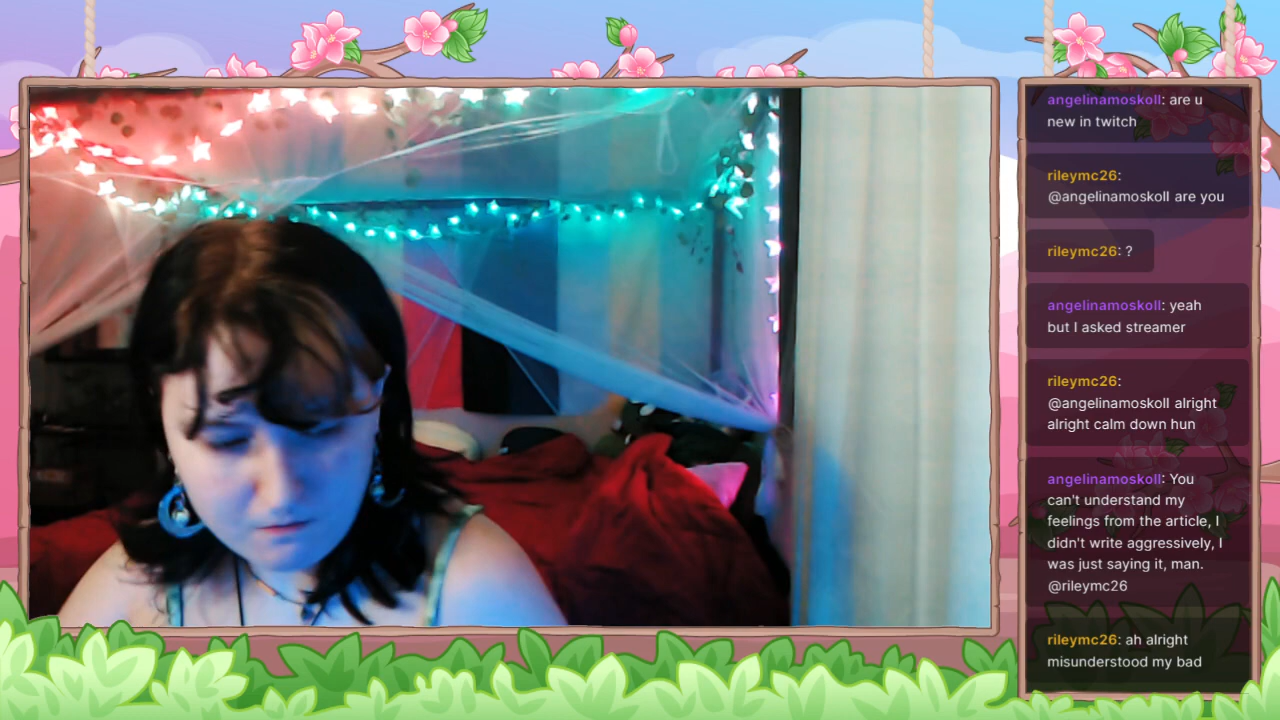 angelinamoskoll: are u
new in twitch
rileymc26:
@angelinamoskoll are you
rileymc26: ?
angelinamoskoll: yeah
but I asked streamer
rileymc26:
@angelinamoskoll alright
alright calm down hun
angelinamoskoll: You
can't understand my
feelings from the article, I
didn't write aggressively, I
was just saying it, man.
@rileymc26
rileymc26: ah alright
misunderstood my bad